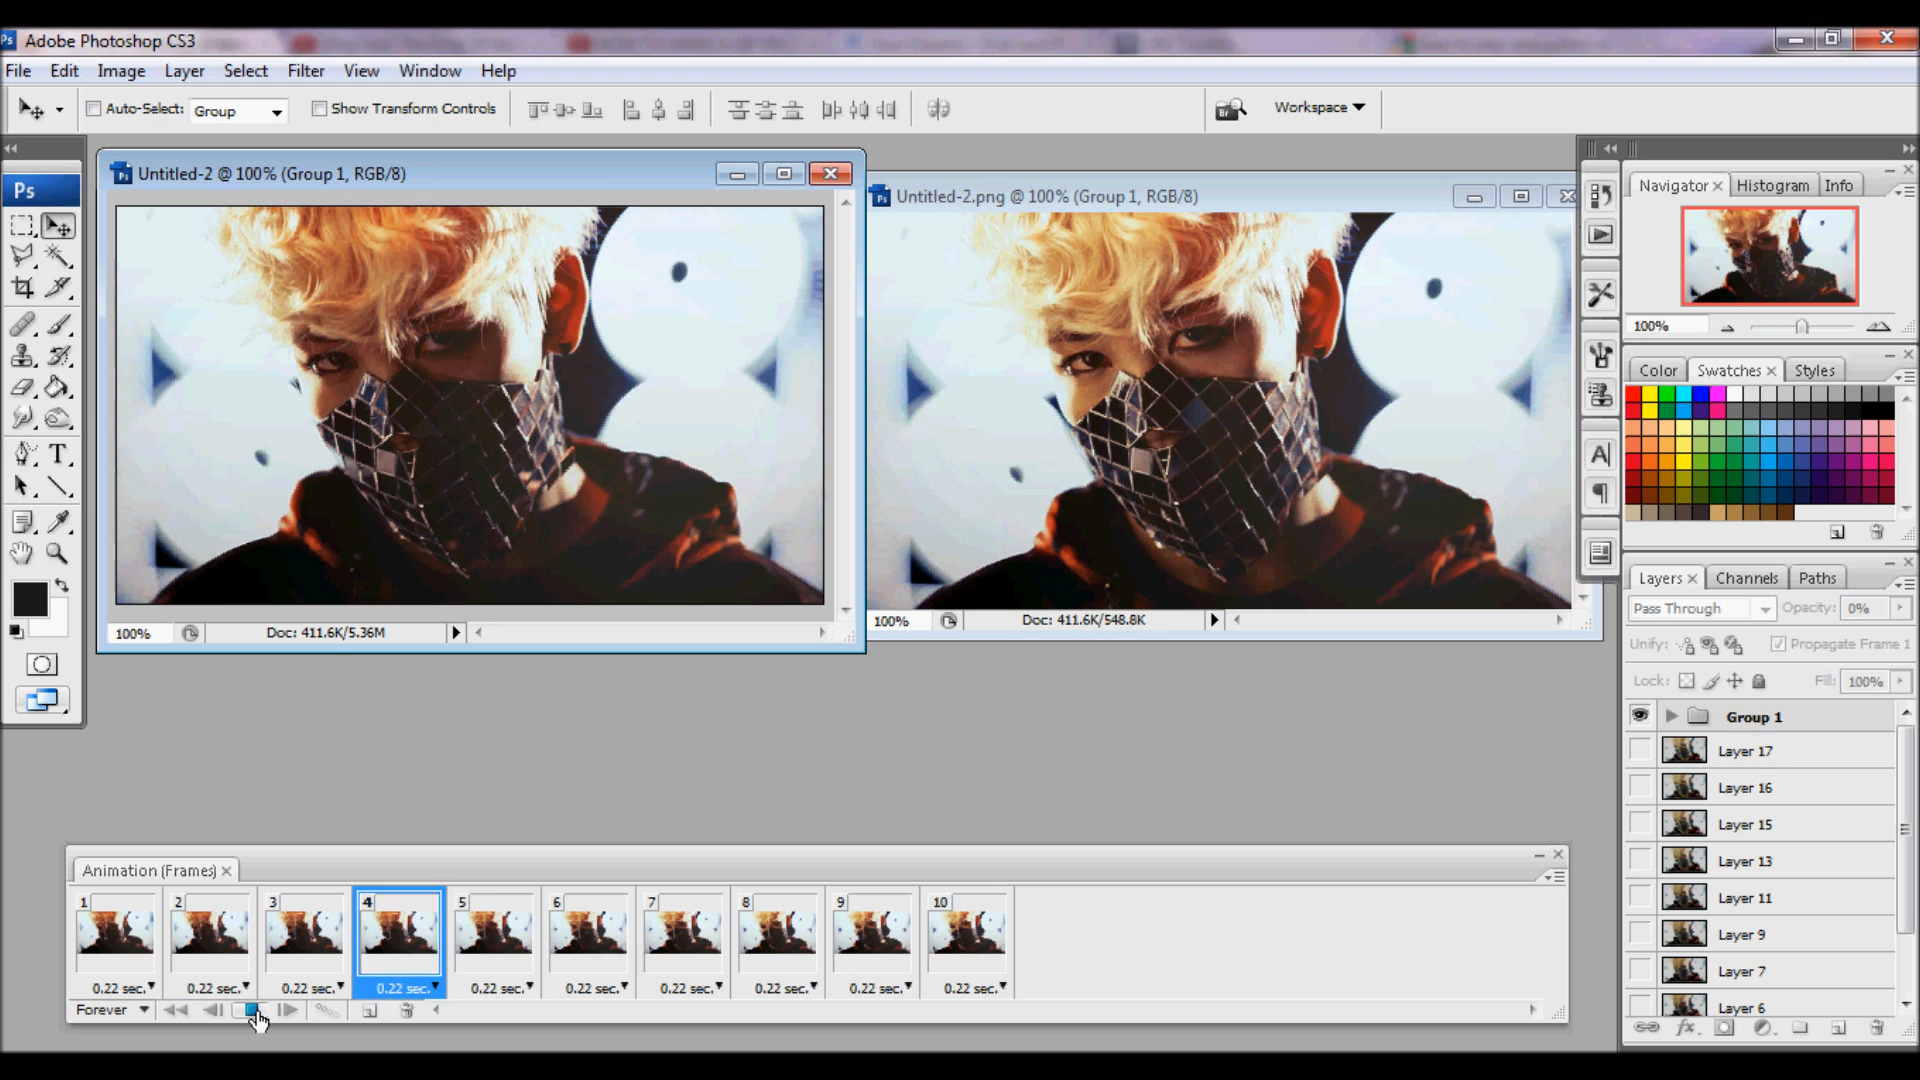 Ps Adobe Photoshop CS3
File Edit Image Layer Select Filter View Window Help
Auto-Select: Group Show Transform Controls Br Workspace
Ps
Untitled-2 @ 100% (Group 1, RGB/8)
100% Doc: 411.6K/5.36M
Untitled-2.png @ 100% (Group 1, RGB/8)
100% Doc: 411.6K/548.8K
Navigator Histogram Info
100%
Color Swatches Styles
Layers Channels Paths
Pass Through Opacity: 0%
Unify: Propagate Frame 1
Lock: Fill: 100%
Group 1
Layer 17
Layer 16
Layer 15
Layer 13
Layer 11
Layer 9
Layer 7
Layer 6
Animation (Frames)
1 2 3 4 5 6 7 8 9 10
0.22 sec. 0.22 sec. 0.22 sec. 0.22 sec. 0.22 sec. 0.22 sec. 0.22 sec. 0.22 sec. 0.22 sec. 0.22 sec.
Forever